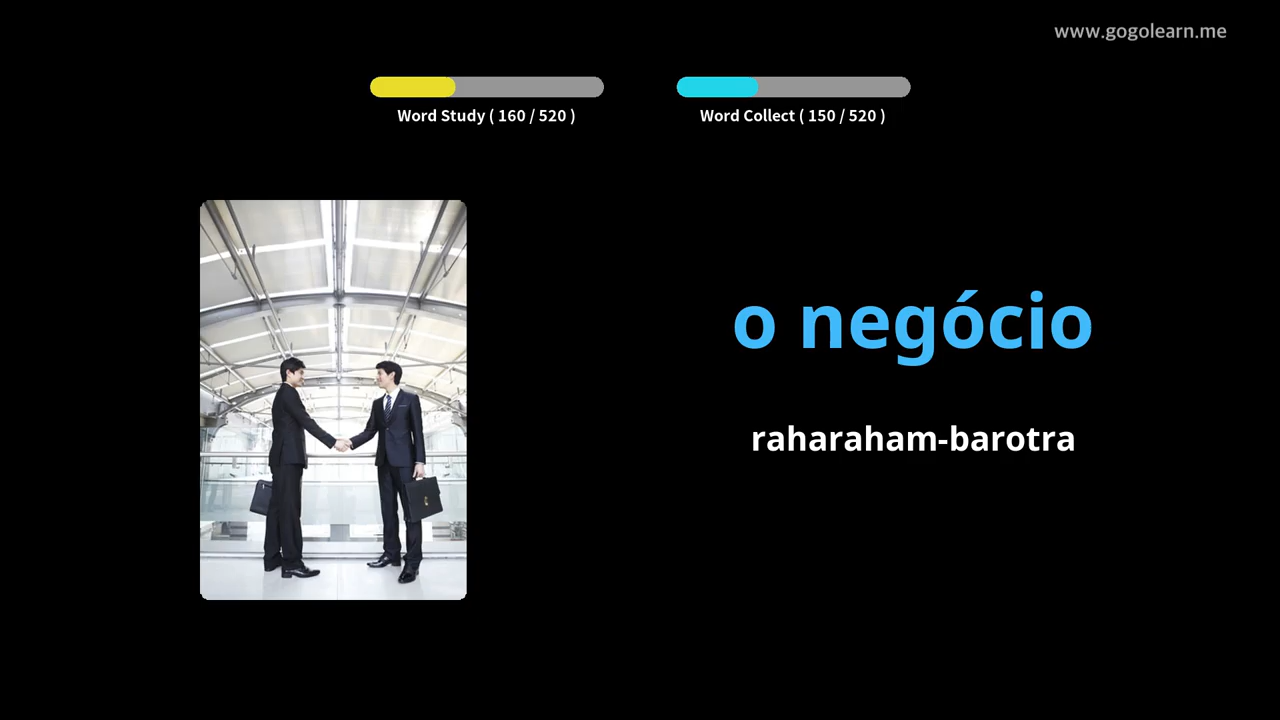 www.gogolearn.me
Word Study ( 160 / 520 )
Word Collect ( 150 / 520 )
o negócio
raharaham-barotra